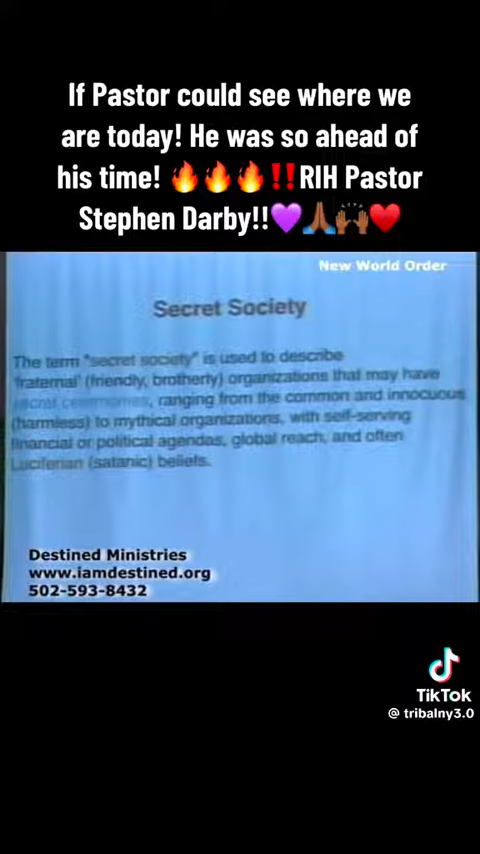 If Pastor could see where we
are today! He was so ahead of
his time! 🔥🔥🔥‼️RIH Pastor
Stephen Darby!!💜🙏🏾🙌🏾♥️
New World Order
Secret Society
The term "secret society" is used to describe
'fraternal' (friendly, brotherly) organizations that may have
secret ceremonies, ranging from the common and innocuous
(harmless) to mythical organizations, with self-serving
financial or political agendas, global reach, and often
Luciferian (satanic) beliefs.
Destined Ministries
www.iamdestined.org
502-593-8432
TikTok
@ tribalny3.0